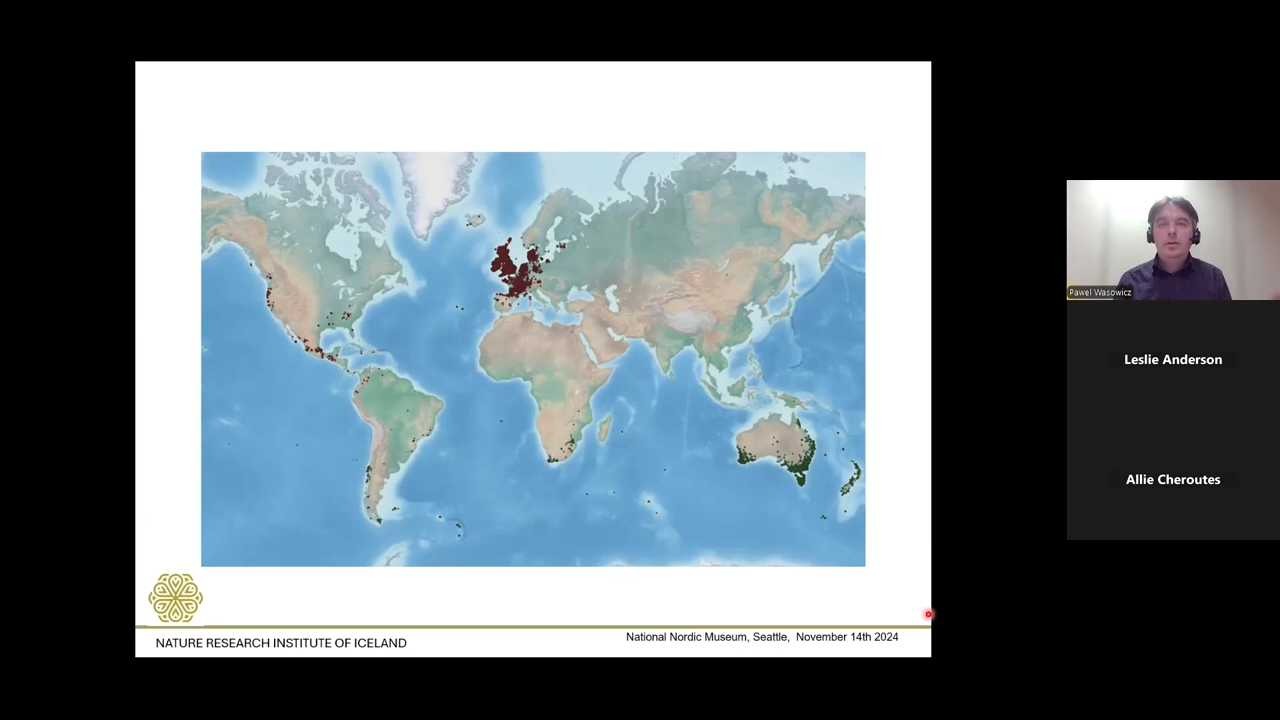 NATURE RESEARCH INSTITUTE OF ICELAND
National Nordic Museum, Seattle, November 14th 2024
Pawel Wasowicz
Leslie Anderson
Allie Cheroutes